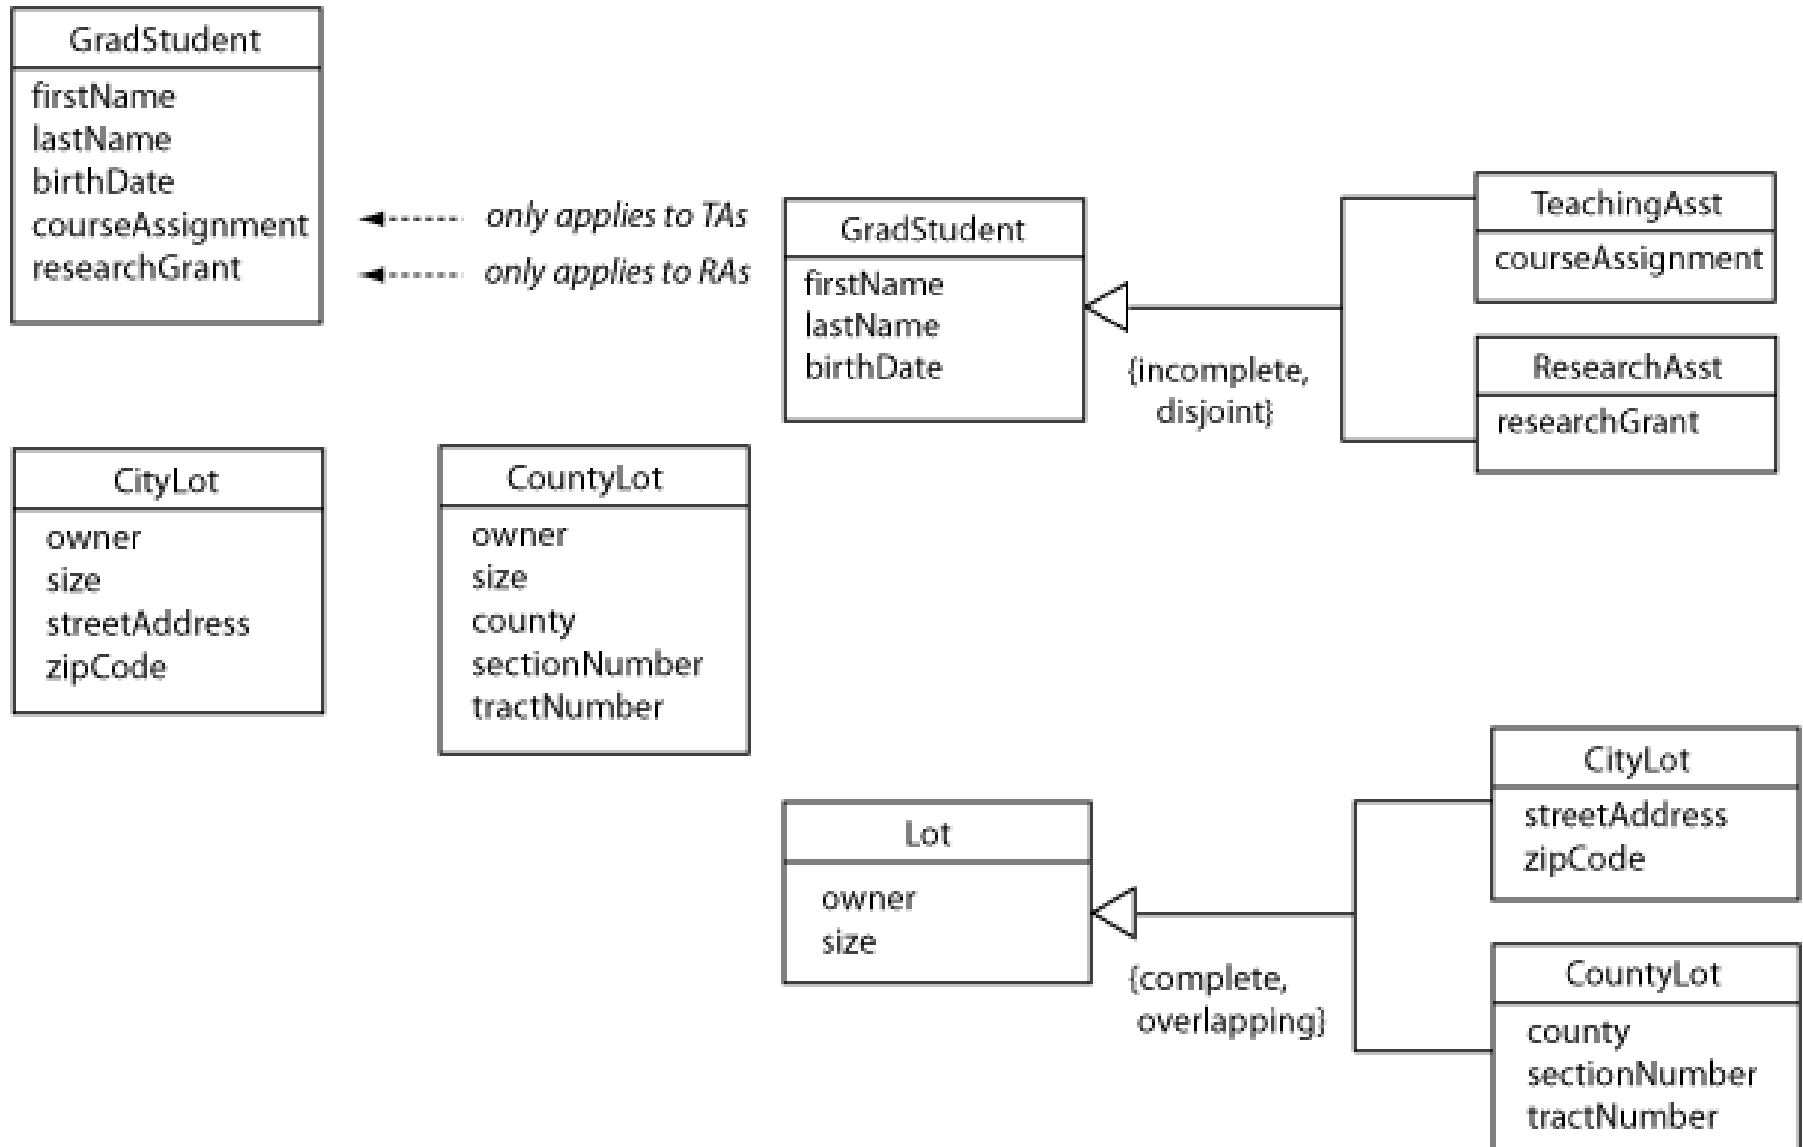 GradStudent
firstName
lastName
birthDate
courseAssignment
researchGrant
only applies to TAs
only applies to RAs
GradStudent
firstName
lastName
birthDate
{incomplete,
disjoint}
TeachingAsst
courseAssignment
ResearchAsst
researchGrant
CityLot
owner
size
streetAddress
zipCode
CountyLot
owner
size
county
sectionNumber
tractNumber
Lot
owner
size
{complete,
overlapping}
CityLot
streetAddress
zipCode
CountyLot
county
sectionNumber
tractNumber